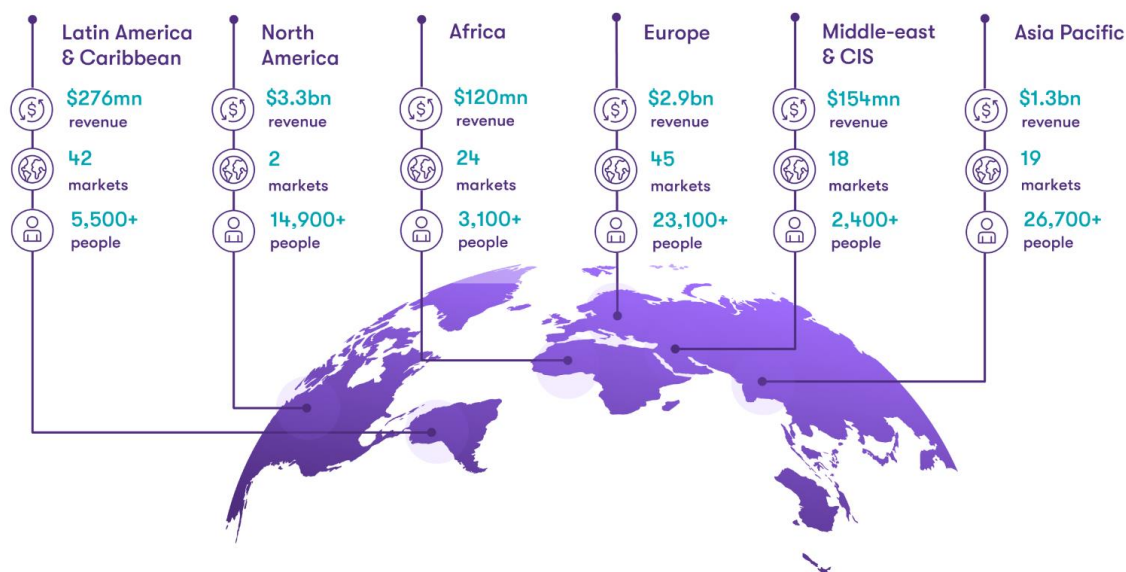 Latin America
& Caribbean
$276mn
revenue
42
markets
5,500+
people
North
America
$3.3bn
revenue
2
markets
14,900+
people
Africa
$120mn
revenue
24
markets
3,100+
people
Europe
$2.9bn
revenue
45
markets
23,100+
people
Middle-east
& CIS
$154mn
revenue
18
markets
2,400+
people
Asia Pacific
$1.3bn
revenue
19
markets
26,700+
people